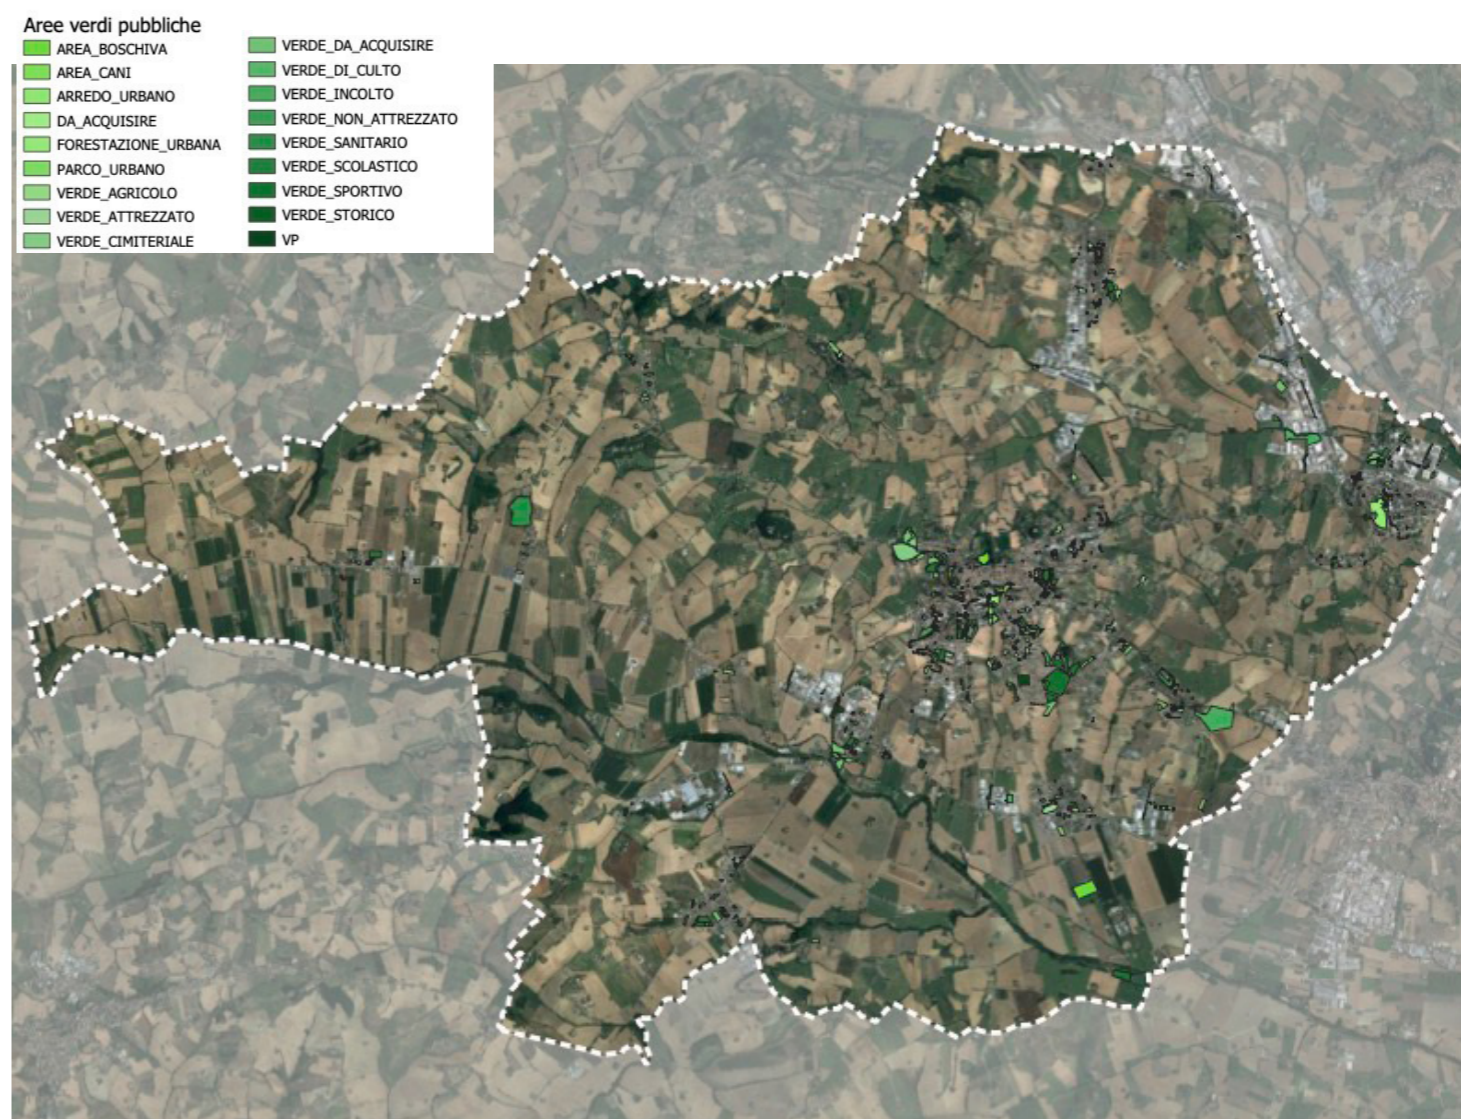 Aree verdi pubbliche
AREA_BOSCHIVA
AREA_CANI
ARREDO_URBANO
DA_ACQUISIRE
FORESTAZIONE_URBANA
PARCO_URBANO
VERDE_AGRICOLO
VERDE_ATTREZZATO
VERDE_CIMITERIALE
VERDE_DA_ACQUISIRE
VERDE_DI_CULTO
VERDE_INCOLTO
VERDE_NON_ATTREZZATO
VERDE_SANITARIO
VERDE_SCOLASTICO
VERDE_SPORTIVO
VERDE_STORICO
VP